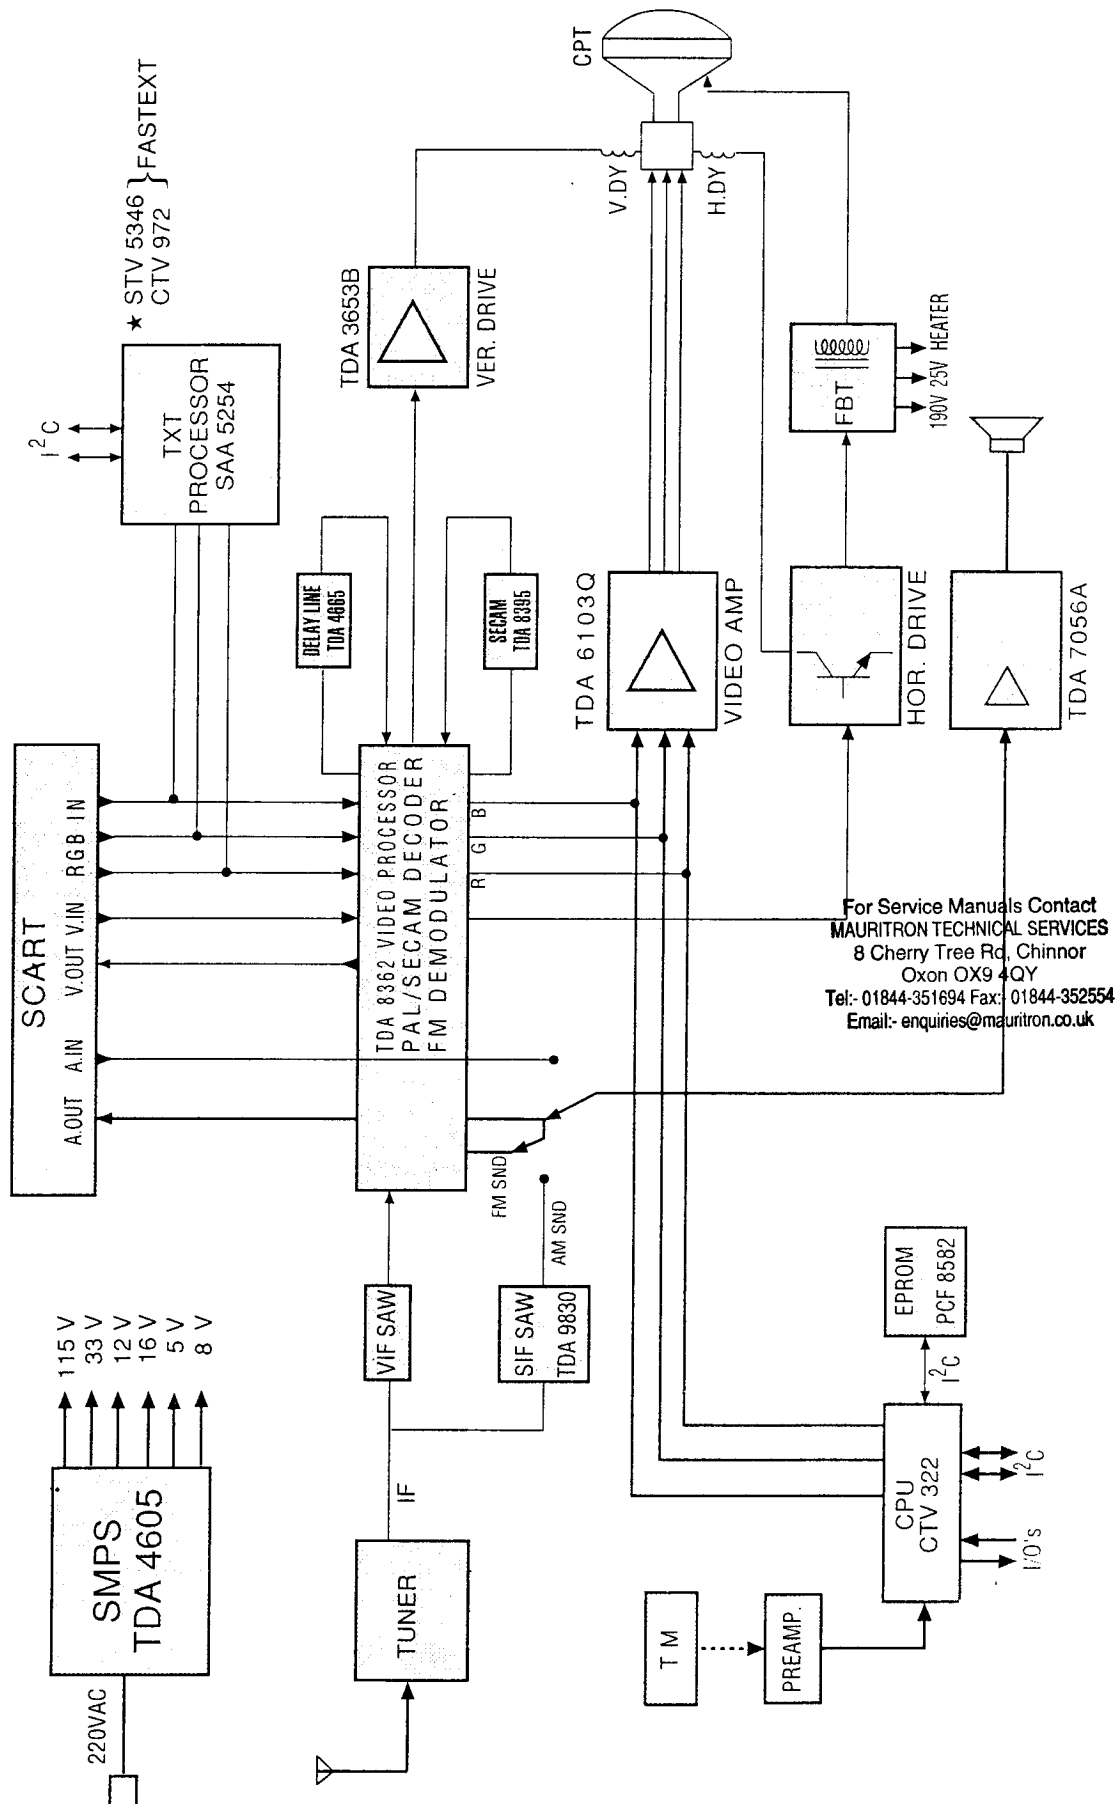 220VAC
SMPS
TDA 4605
115 V
33 V
12 V
16 V
5 V
8 V
SCART
A.OUT
A.IN
V.OUT
V.IN
RGB IN
I²C
TXT
PROCESSOR
SAA 5254
★ STV 5346
CTV 972
}FASTEXT
TUNER
IF
VIF SAW
SIF SAW
TDA 9830
AM SND
FM SND
TDA 8362 VIDEO PROCESSOR
PAL/SECAM DECODER
FM DEMODULATOR
R
G
B
DELAY LINE
TDA 4665
SECAM
TDA 8395
TDA 3653B
VER. DRIVE
TDA 6103Q
VIDEO AMP
V.DY
H.DY
CPT
HOR. DRIVE
FBT
190V
25V
HEATER
TDA 7056A
T M
PREAMP.
CPU
CTV 322
I/O's
I²C
I²C
EPROM
PCF 8582
For Service Manuals Contact
MAURITRON TECHNICAL SERVICES
8 Cherry Tree Rd, Chinnor
Oxon OX9 4QY
Tel:- 01844-351694 Fax:- 01844-352554
Email:- enquiries@mauritron.co.uk